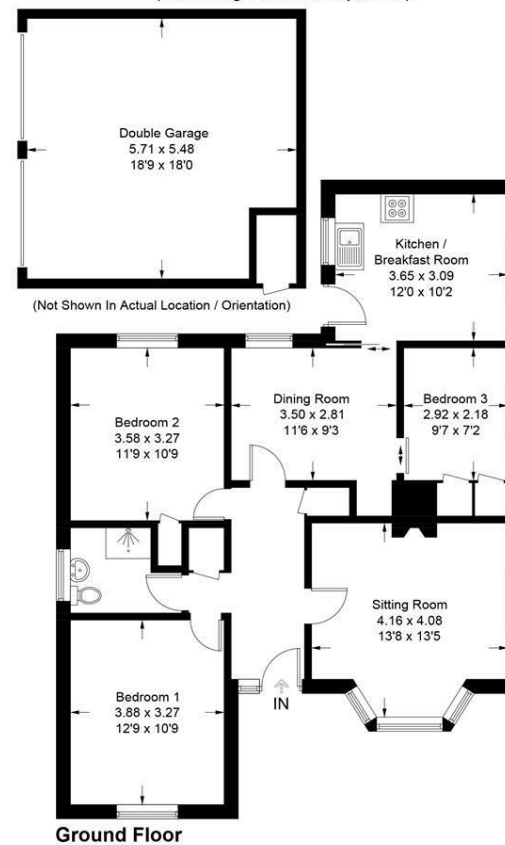 Double Garage
5.71 x 5.48
18'9 x 18'0
(Not Shown In Actual Location / Orientation)
Kitchen /
Breakfast Room
3.65 x 3.09
12'0 x 10'2
Bedroom 2
3.58 x 3.27
11'9 x 10'9
Dining Room
3.50 x 2.81
11'6 x 9'3
Bedroom 3
2.92 x 2.18
9'7 x 7'2
Sitting Room
4.16 x 4.08
13'8 x 13'5
Bedroom 1
3.88 x 3.27
12'9 x 10'9
IN
Ground Floor